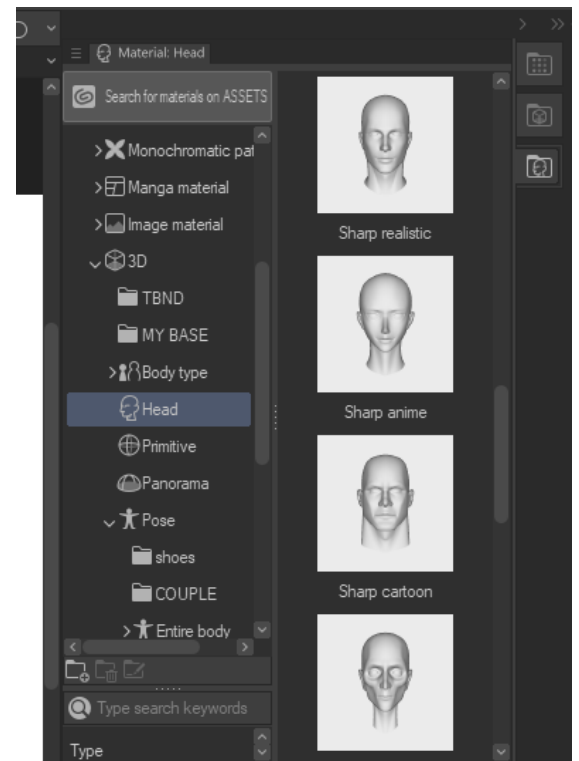 Material: Head
Search for materials on ASSETS
Monochromatic pat
Manga material
Image material
3D
TBND
MY BASE
Body type
Head
Primitive
Panorama
Pose
shoes
COUPLE
Entire body
Type search keywords
Type
Sharp realistic
Sharp anime
Sharp cartoon